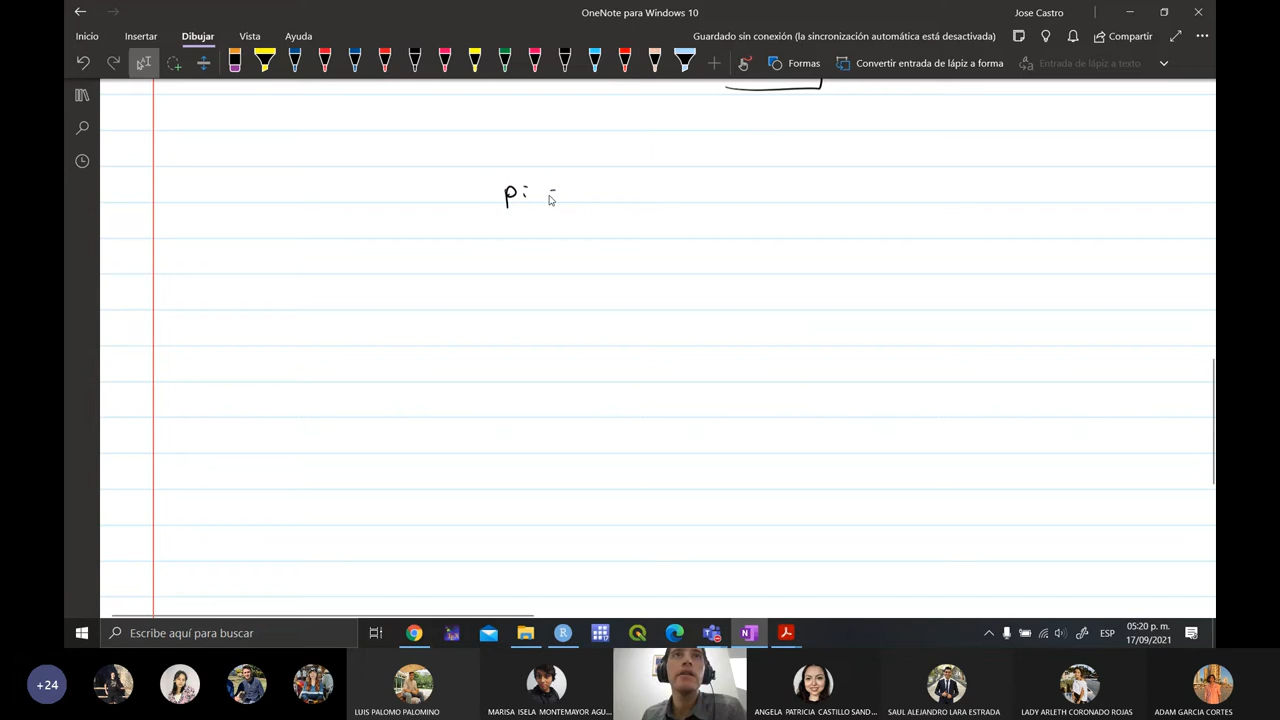 OneNote para Windows 10
Jose Castro
Inicio
Insertar
Dibujar
Vista
Ayuda
Guardado sin conexión (la sincronización automática está desactivada)
Compartir
Formas
Convertir entrada de lápiz a forma
Entrada de lápiz a texto
pi =
Escribe aquí para buscar
17
ESP
05:20 p. m.
17/09/2021
+24
LUIS PALOMO PALOMINO
MARISA ISELA MONTEMAYOR AGU...
ANGELA PATRICIA CASTILLO SAND...
SAUL ALEJANDRO LARA ESTRADA
LADY ARLETH CORONADO ROJAS
ADAM GARCIA CORTES